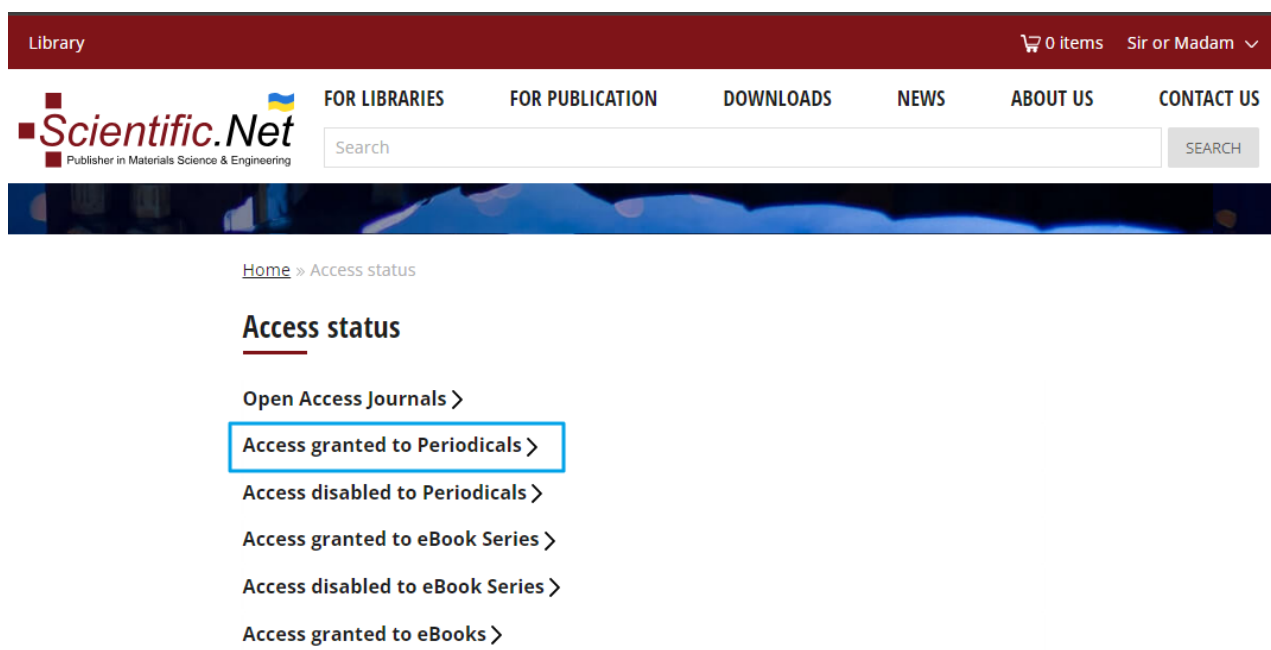 Library
0 items Sir or Madam
FOR LIBRARIES FOR PUBLICATION DOWNLOADS NEWS ABOUT US CONTACT US
Scientific.Net
Publisher in Materials Science & Engineering
Search SEARCH
Home » Access status
Access status
Open Access Journals
Access granted to Periodicals
Access disabled to Periodicals
Access granted to eBook Series
Access disabled to eBook Series
Access granted to eBooks